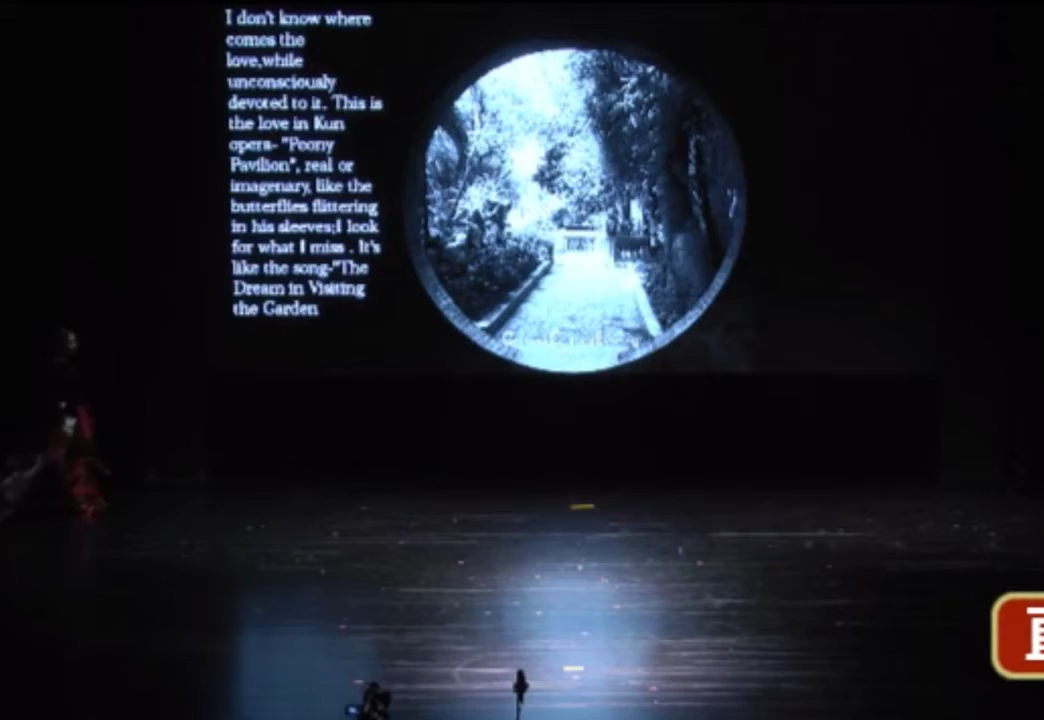 I don't know where
comes the
love,while
unconsciously
devoted to it. This is
the love in Kun
opera- "Peony
Pavilion", real or
imagenary, like the
butterflies flittering
in his sleeves;I look
for what I miss . It's
like the song-"The
Dream in Visiting
the Garden